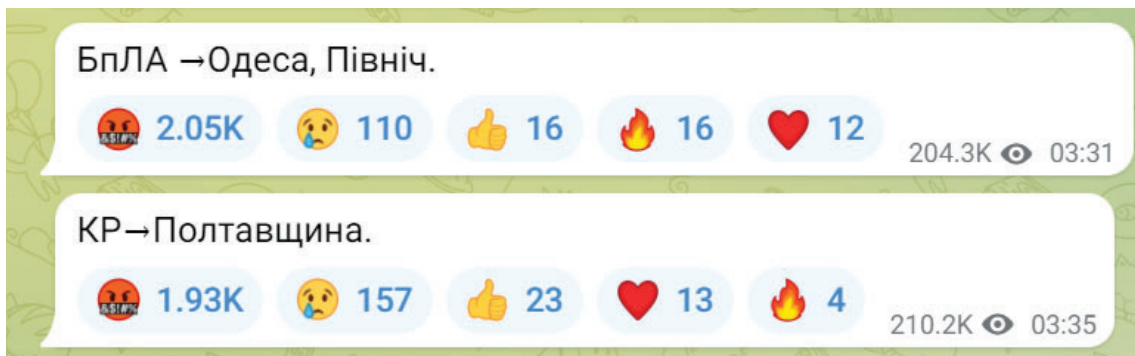 БпЛА →Одеса, Північ.
2.05K 110 16 16 12
204.3K 03:31
КР→Полтавщина.
1.93K 157 23 13 4
210.2K 03:35